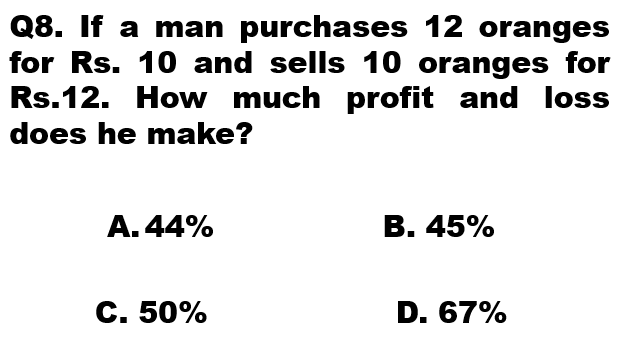 Q8. If a man purchases 12 oranges
for Rs. 10 and sells 10 oranges for
Rs.12. How much profit and loss
does he make?
A. 44%
B. 45%
C. 50%
D. 67%